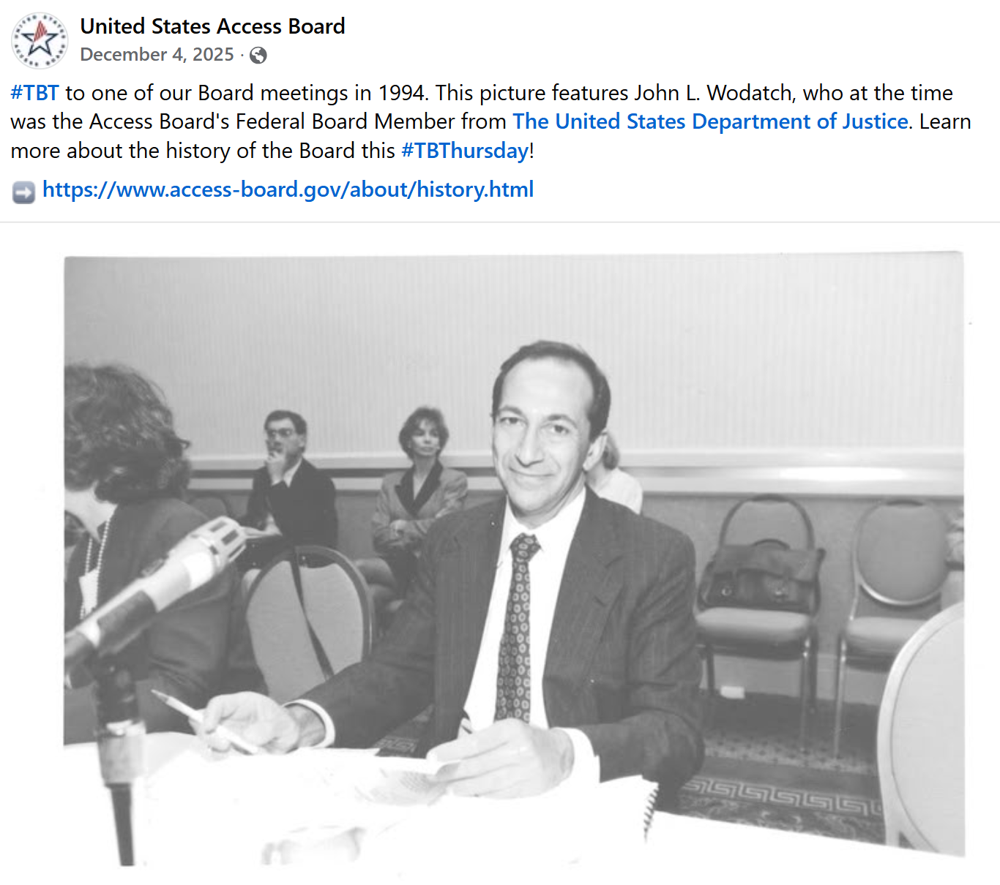 United States Access Board
December 4, 2025 ·
#TBT to one of our Board meetings in 1994. This picture features John L. Wodatch, who at the time
was the Access Board's Federal Board Member from The United States Department of Justice. Learn
more about the history of the Board this #TBThursday!
https://www.access-board.gov/about/history.html